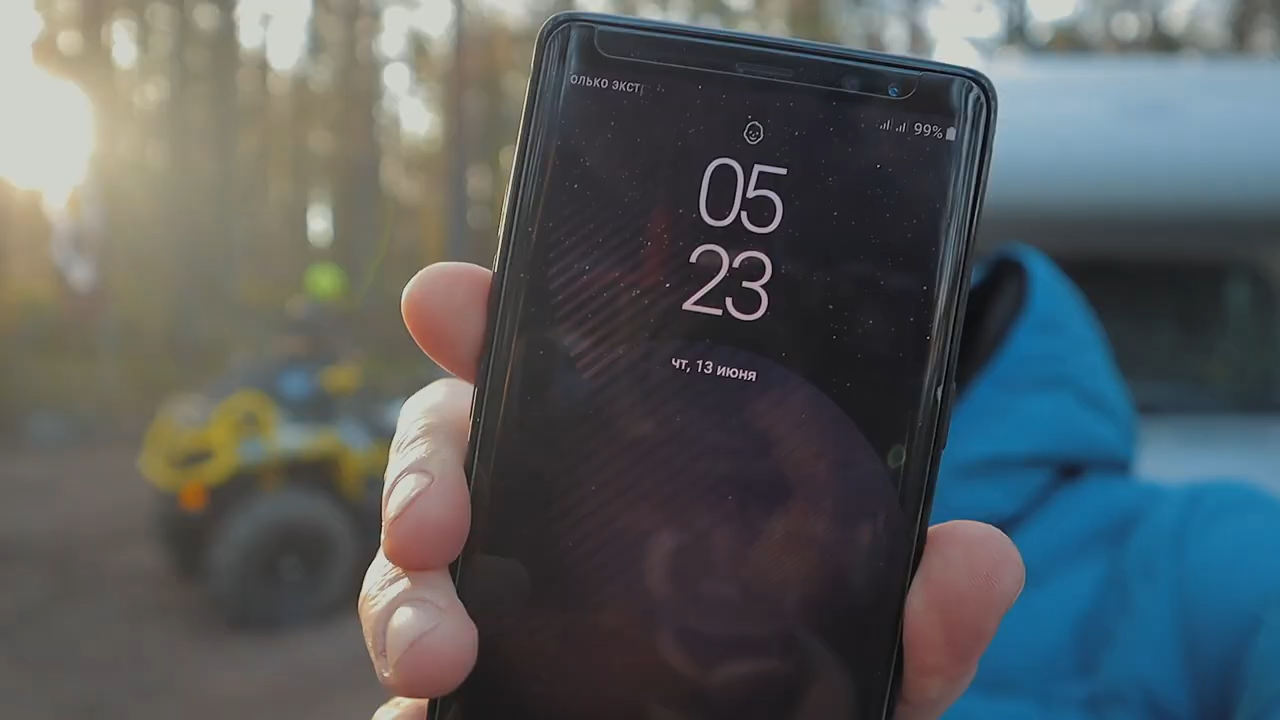 олько экст
99%
05
23
чт, 13 июня